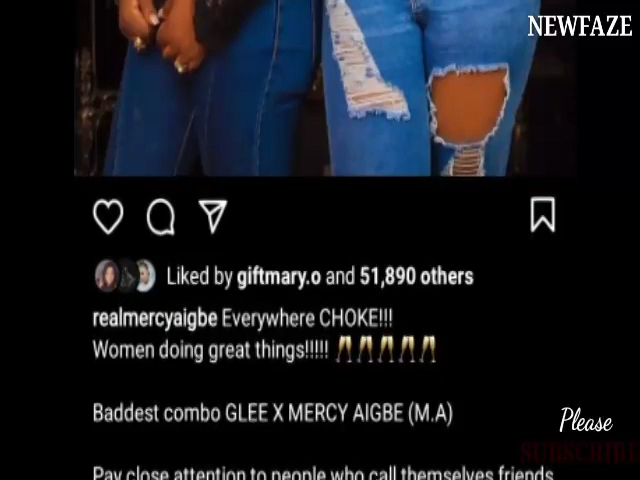 NEWFAZE
Liked by giftmary.o and 51,890 others
realmercyaigbe Everywhere CHOKE!!!
Women doing great things!!!!! 🥂🥂🥂🥂🥂
Baddest combo GLEE X MERCY AIGBE (M.A)
Please
SUBSCRIBE
Pay close attention to people who call themselves friends